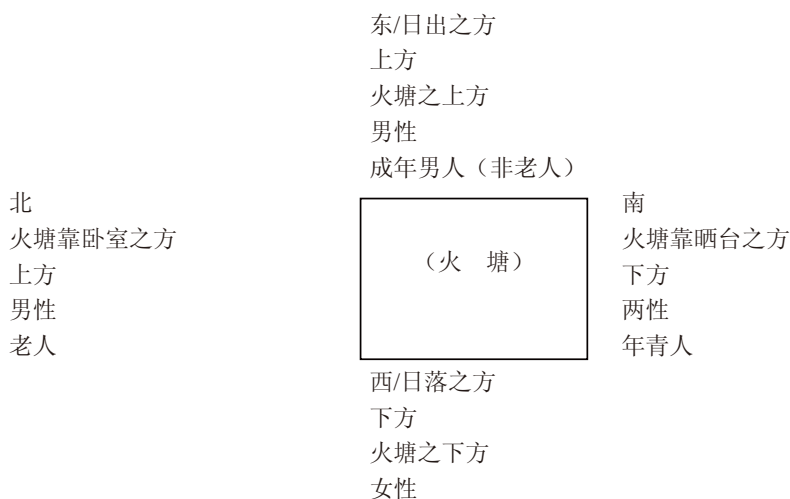 东/日出之方
上方
火塘之上方
男性
成年男人（非老人）
北
火塘靠卧室之方
上方
男性
老人
（火　塘）
南
火塘靠晒台之方
下方
两性
年青人
西/日落之方
下方
火塘之下方
女性